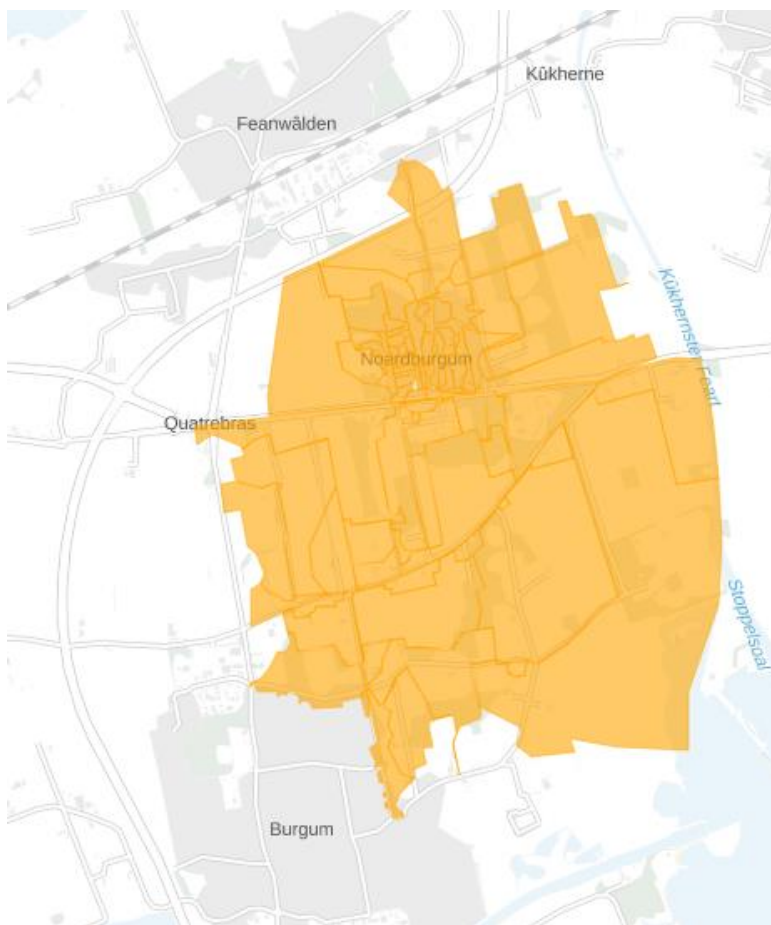 Kûkherne
Feanwâlden
Kûkhernster Feart
Noardburgum
Quatrebras
Stoppelsoal
Burgum